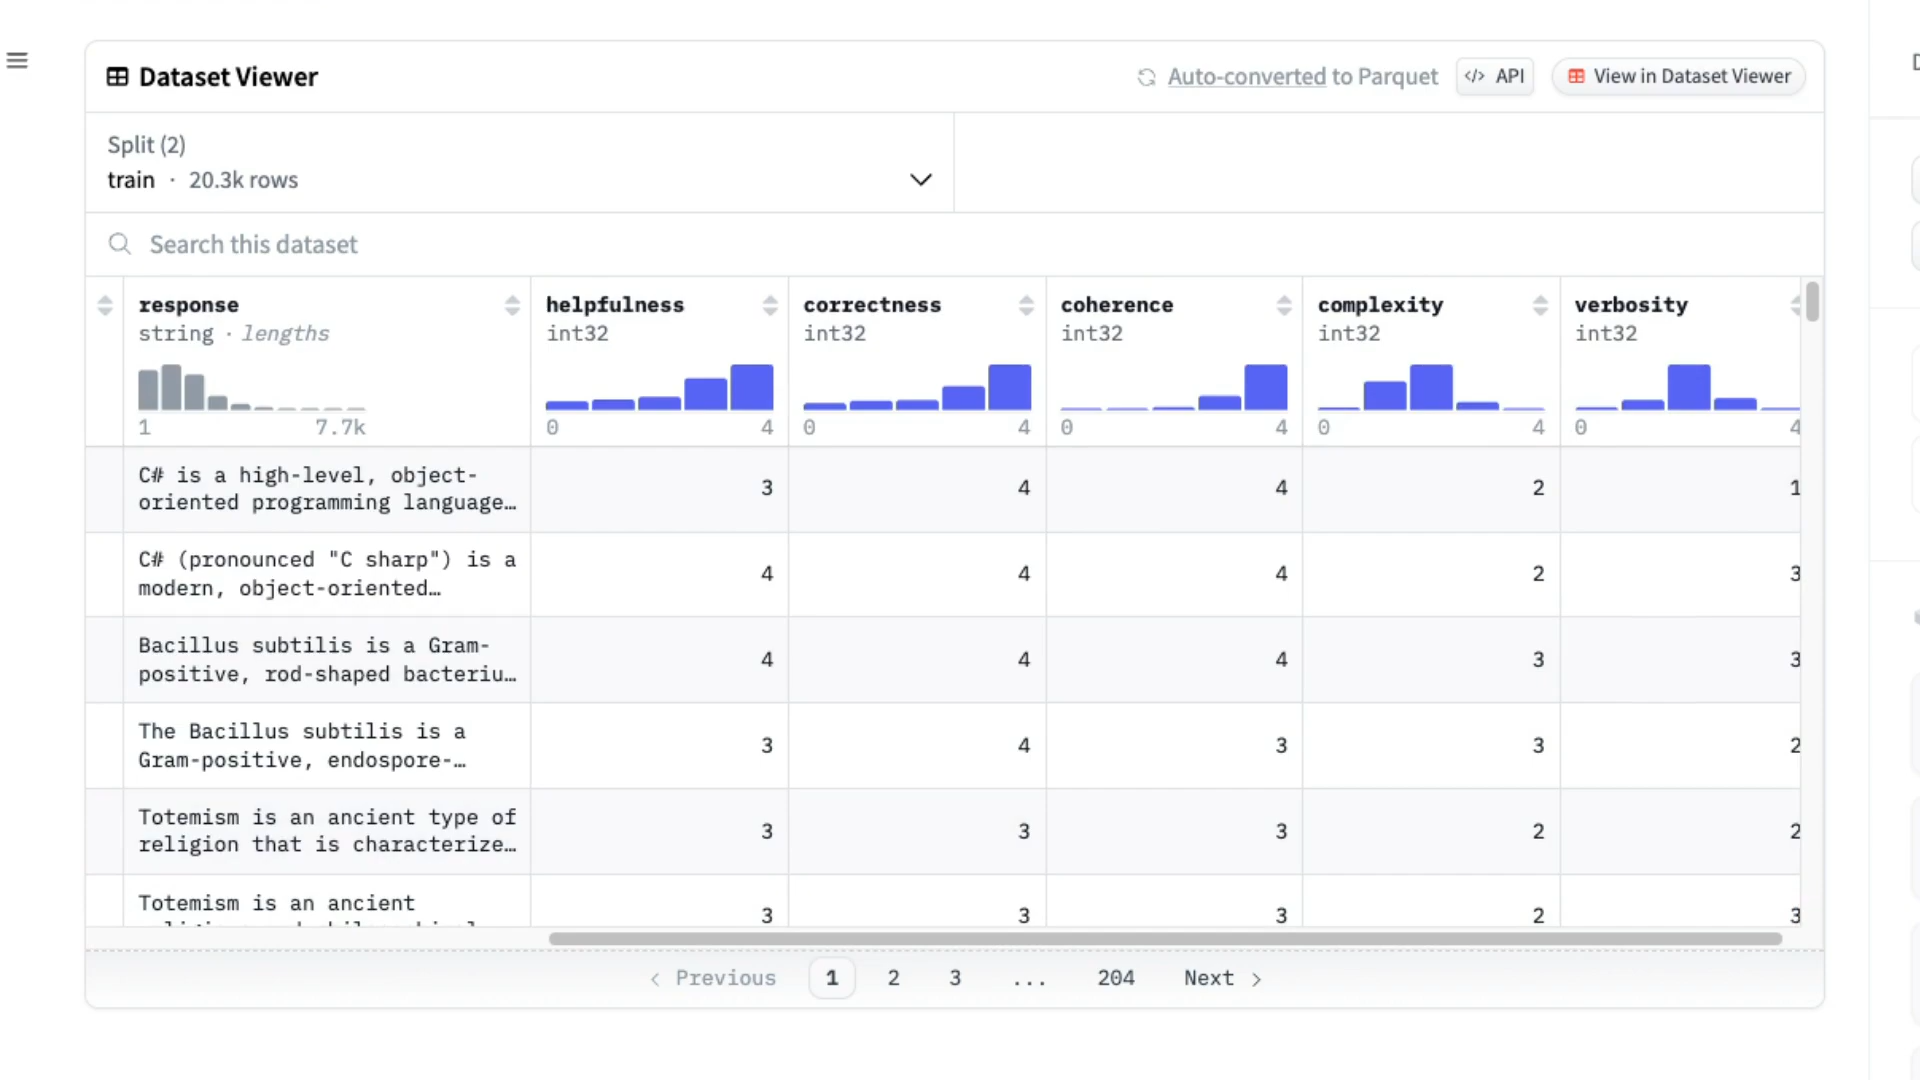 Dataset Viewer
Auto-converted to Parquet
API
View in Dataset Viewer
Split (2)
train · 20.3k rows
Search this dataset
response helpfulness correctness coherence complexity verbosity
string · lengths int32 int32 int32 int32 int32
1 7.7k 0 4 0 4 0 4 0 4 0 4
C# is a high-level, object-
oriented programming language…
3 4 4 2 1
C# (pronounced "C sharp") is a
modern, object-oriented…
4 4 4 2 3
Bacillus subtilis is a Gram-
positive, rod-shaped bacteriu…
4 4 4 3 3
The Bacillus subtilis is a
Gram-positive, endospore-…
3 4 3 3 2
Totemism is an ancient type of
religion that is characterize…
3 3 3 2 2
Totemism is an ancient
3 3 3 2 3
Previous 1 2 3 ... 204 Next